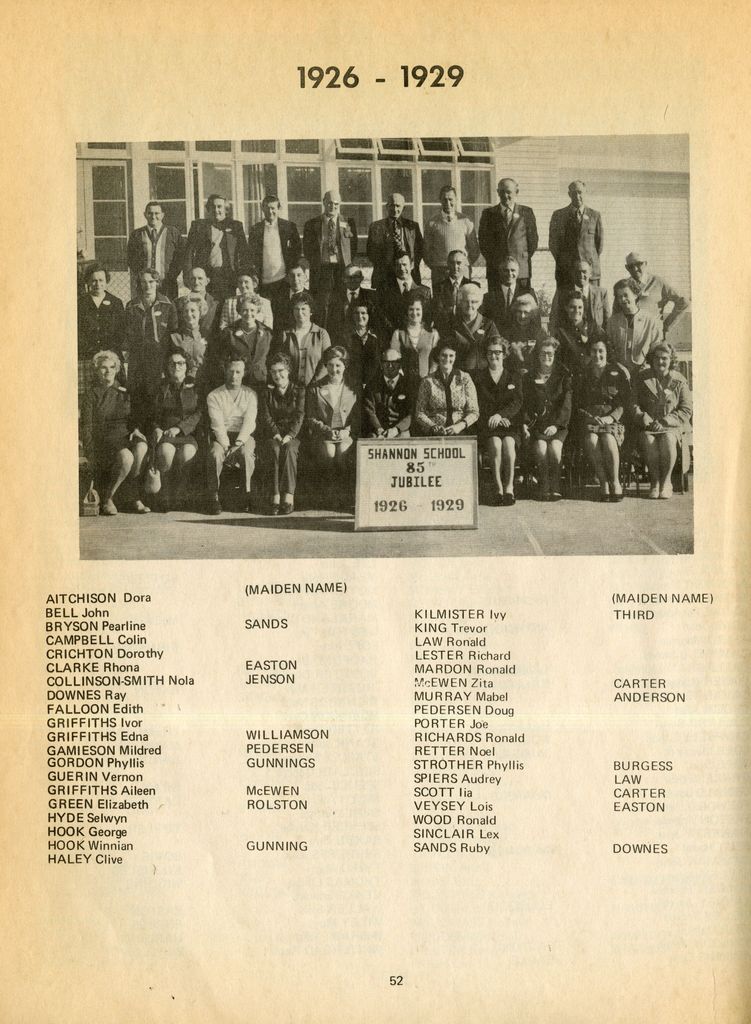 1926 - 1929
SHANNON SCHOOL
85TH
JUBILEE
1926 1929
(MAIDEN NAME)
AITCHISON Dora
BELL John
BRYSON Pearline SANDS
CAMPBELL Colin
CRICHTON Dorothy
CLARKE Rhona EASTON
COLLINSON-SMITH Nola JENSON
DOWNES Ray
FALLOON Edith
GRIFFITHS Ivor
GRIFFITHS Edna WILLIAMSON
GAMIESON Mildred PEDERSEN
GORDON Phyllis GUNNINGS
GUERIN Vernon
GRIFFITHS Aileen McEWEN
GREEN Elizabeth ROLSTON
HYDE Selwyn
HOOK George
HOOK Winnian GUNNING
HALEY Clive
(MAIDEN NAME)
KILMISTER Ivy THIRD
KING Trevor
LAW Ronald
LESTER Richard
MARDON Ronald
McEWEN Zita CARTER
MURRAY Mabel ANDERSON
PEDERSEN Doug
PORTER Joe
RICHARDS Ronald
RETTER Noel
STROTHER Phyllis BURGESS
SPIERS Audrey LAW
SCOTT Iia CARTER
VEYSEY Lois EASTON
WOOD Ronald
SINCLAIR Lex
SANDS Ruby DOWNES
52